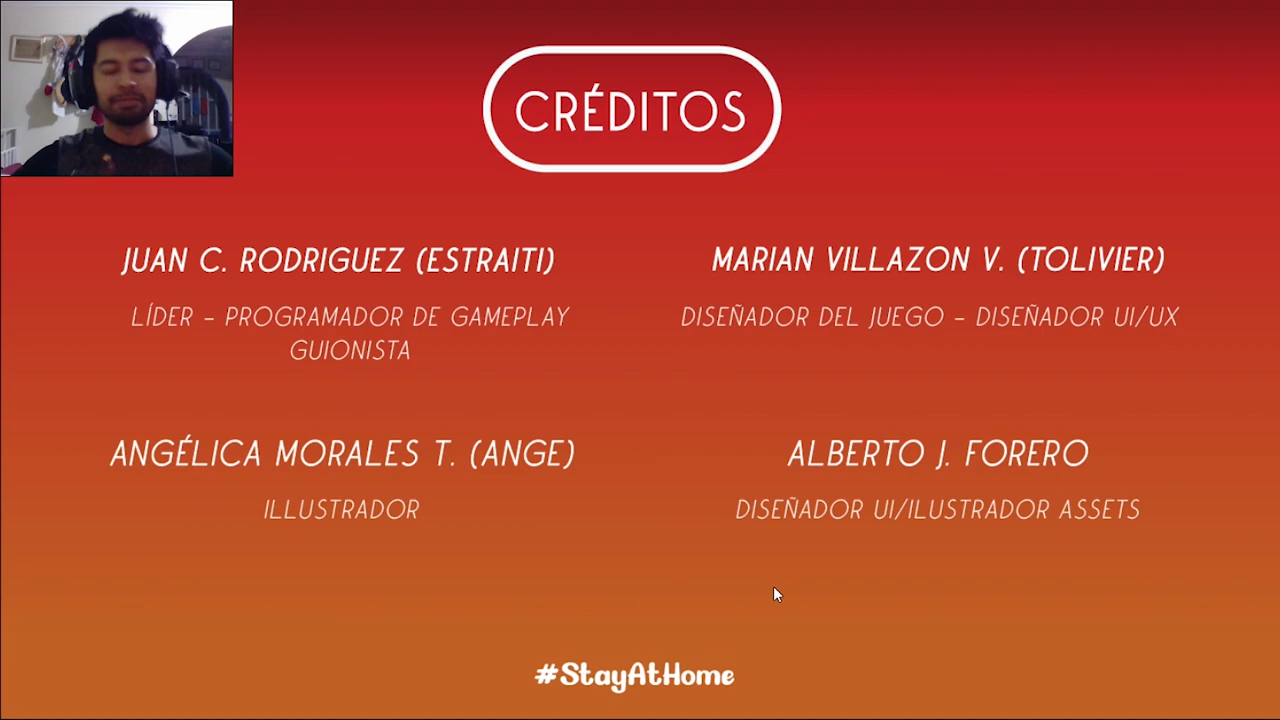 CRÉDITOS
JUAN C. RODRIGUEZ (ESTRAITI)
LÍDER - PROGRAMADOR DE GAMEPLAY
GUIONISTA
MARIAN VILLAZON V. (TOLIVIER)
DISEÑADOR DEL JUEGO - DISEÑADOR UI/UX
ANGÉLICA MORALES T. (ANGE)
ILLUSTRADOR
ALBERTO J. FORERO
DISEÑADOR UI/ILUSTRADOR ASSETS
#StayAtHome